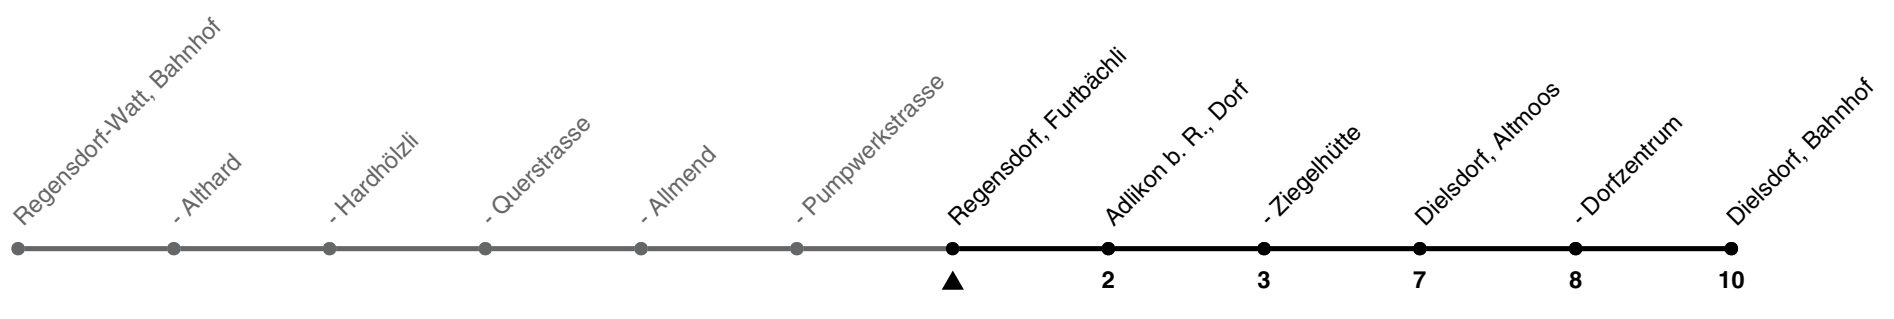 Regensdorf-Watt, Bahnhof
- Althard
- Hardhölzli
- Querstrasse
- Allmend
- Pumpwerkstrasse
Regensdorf, Furtbächli
Adlikon b. R., Dorf
- Ziegelhütte
Dielsdorf, Altmoos
- Dorfzentrum
Dielsdorf, Bahnhof
2 3 7 8 10